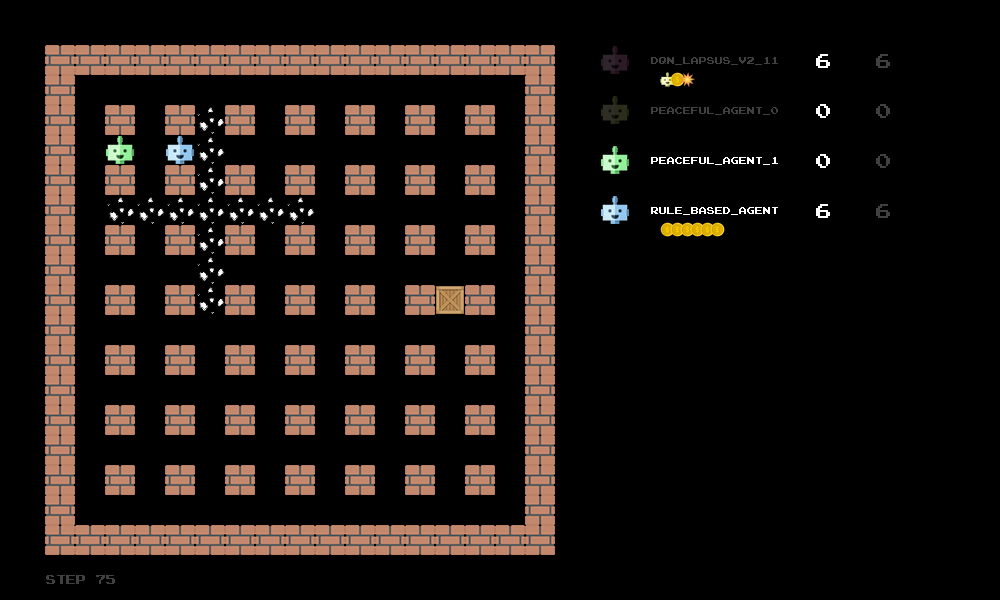 DQN_LAPSUS_V2_11 6 6
PEACEFUL_AGENT_0 0 0
PEACEFUL_AGENT_1 0 0
RULE_BASED_AGENT 6 6
STEP 75